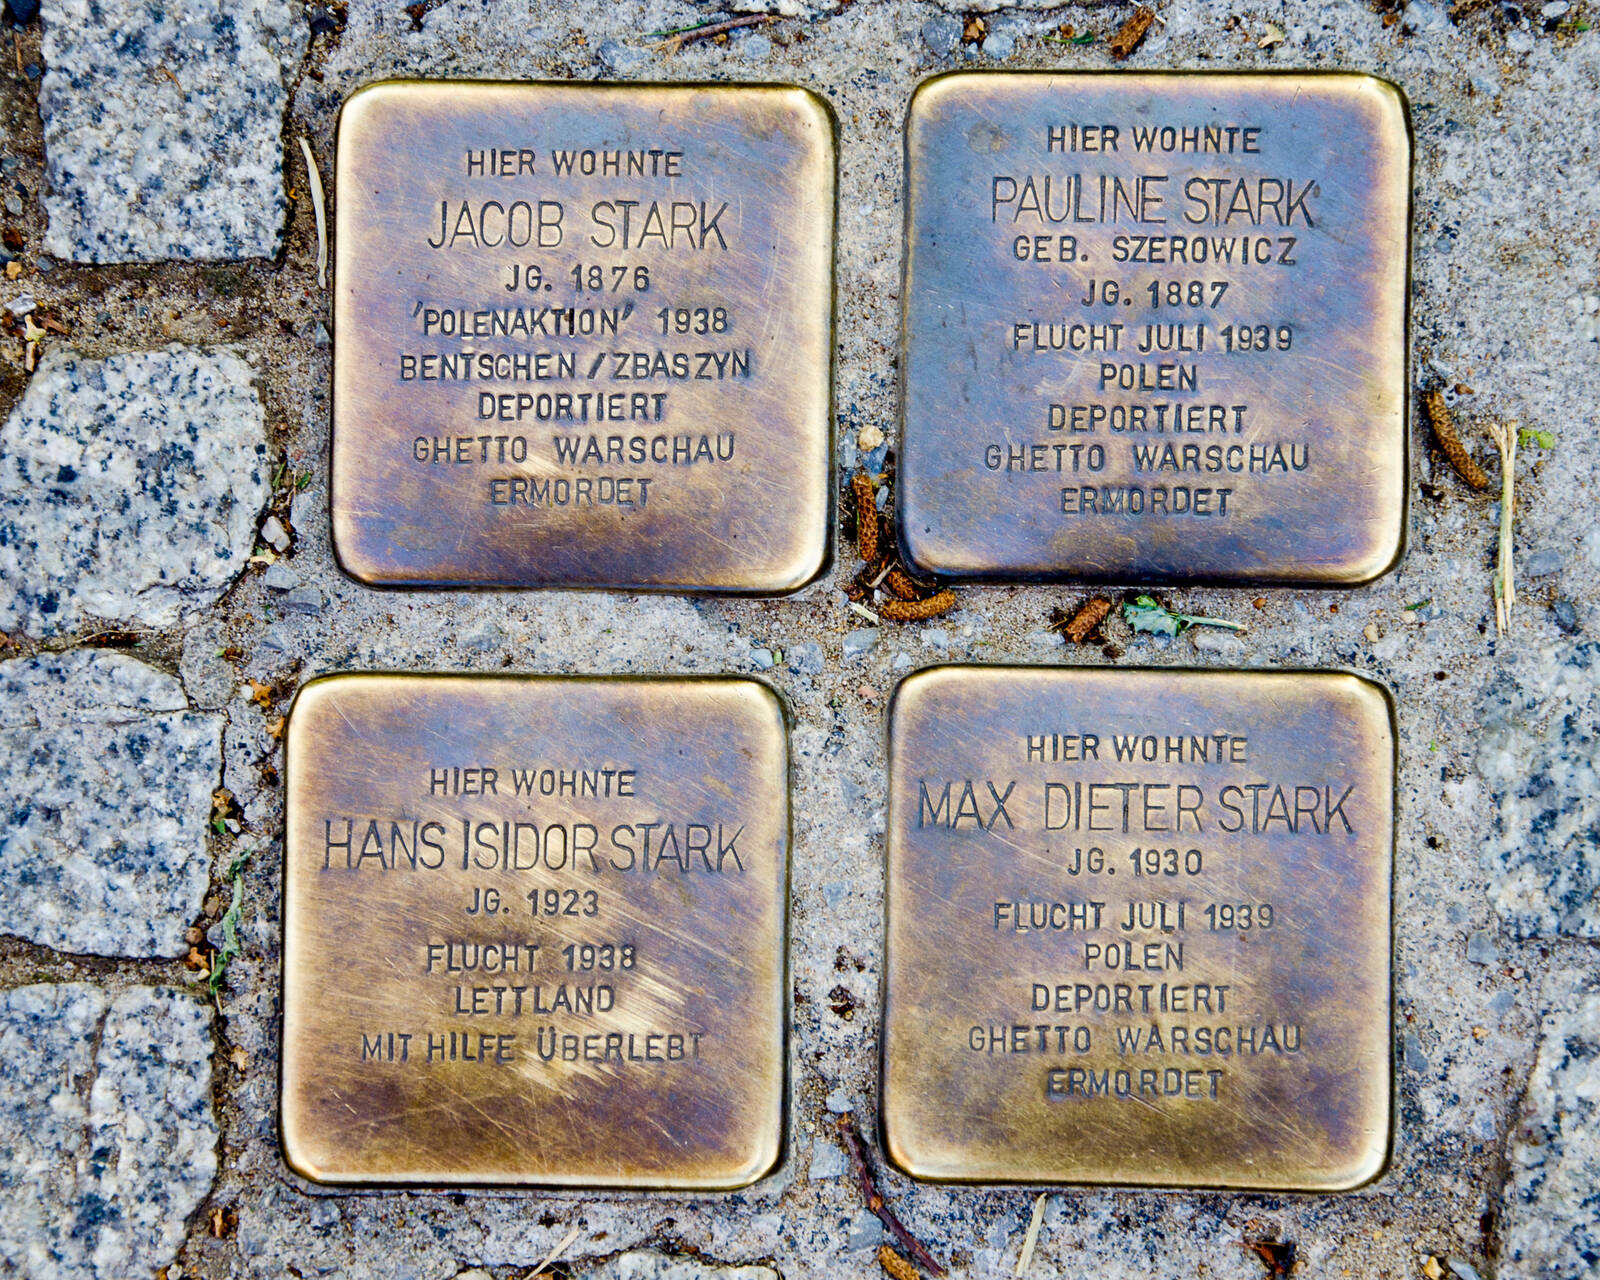 HIER WOHNTE
JACOB STARK
JG. 1876
'POLENAKTION' 1938
BENTSCHEN / ZBASZYN
DEPORTIERT
GHETTO WARSCHAU
ERMORDET
HIER WOHNTE
PAULINE STARK
GEB. SZEROWICZ
JG. 1887
FLUCHT JULI 1939
POLEN
DEPORTIERT
GHETTO WARSCHAU
ERMORDET
HIER WOHNTE
HANS ISIDOR STARK
JG. 1923
FLUCHT 1938
LETTLAND
MIT HILFE ÜBERLEBT
HIER WOHNTE
MAX DIETER STARK
JG. 1930
FLUCHT JULI 1939
POLEN
DEPORTIERT
GHETTO WARSCHAU
ERMORDET